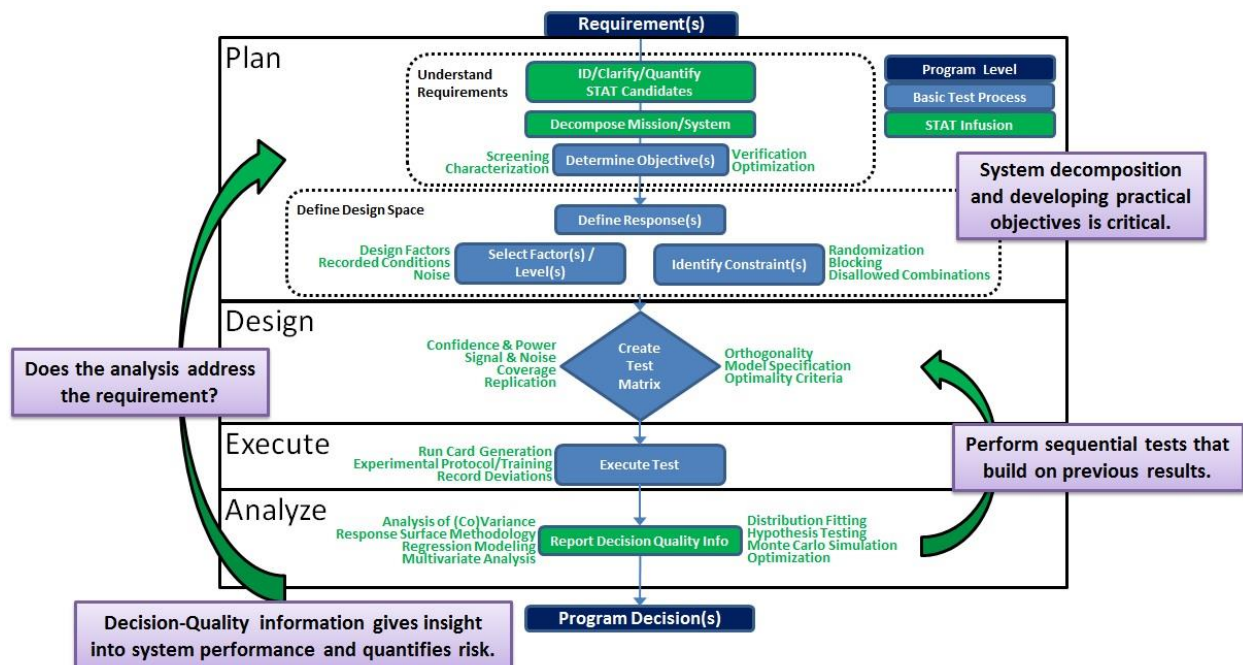 Requirement(s)
Plan
Understand
Requirements
ID/Clarify/Quantify
STAT Candidates
Decompose Mission/System
Screening
Characterization
Determine Objective(s)
Verification
Optimization
Program Level
Basic Test Process
STAT Infusion
System decomposition
and developing practical
objectives is critical.
Define Design Space
Define Response(s)
Design Factors
Recorded Conditions
Noise
Select Factor(s) /
Level(s)
Identify Constraint(s)
Randomization
Blocking
Disallowed Combinations
Design
Confidence & Power
Signal & Noise
Coverage
Replication
Create
Test
Matrix
Orthogonality
Model Specification
Optimality Criteria
Does the analysis address
the requirement?
Execute
Run Card Generation
Experimental Protocol/Training
Record Deviations
Execute Test
Perform sequential tests that
build on previous results.
Analyze
Analysis of (Co)Variance
Response Surface Methodology
Regression Modeling
Multivariate Analysis
Report Decision Quality Info
Distribution Fitting
Hypothesis Testing
Monte Carlo Simulation
Optimization
Decision-Quality information gives insight
into system performance and quantifies risk.
Program Decision(s)